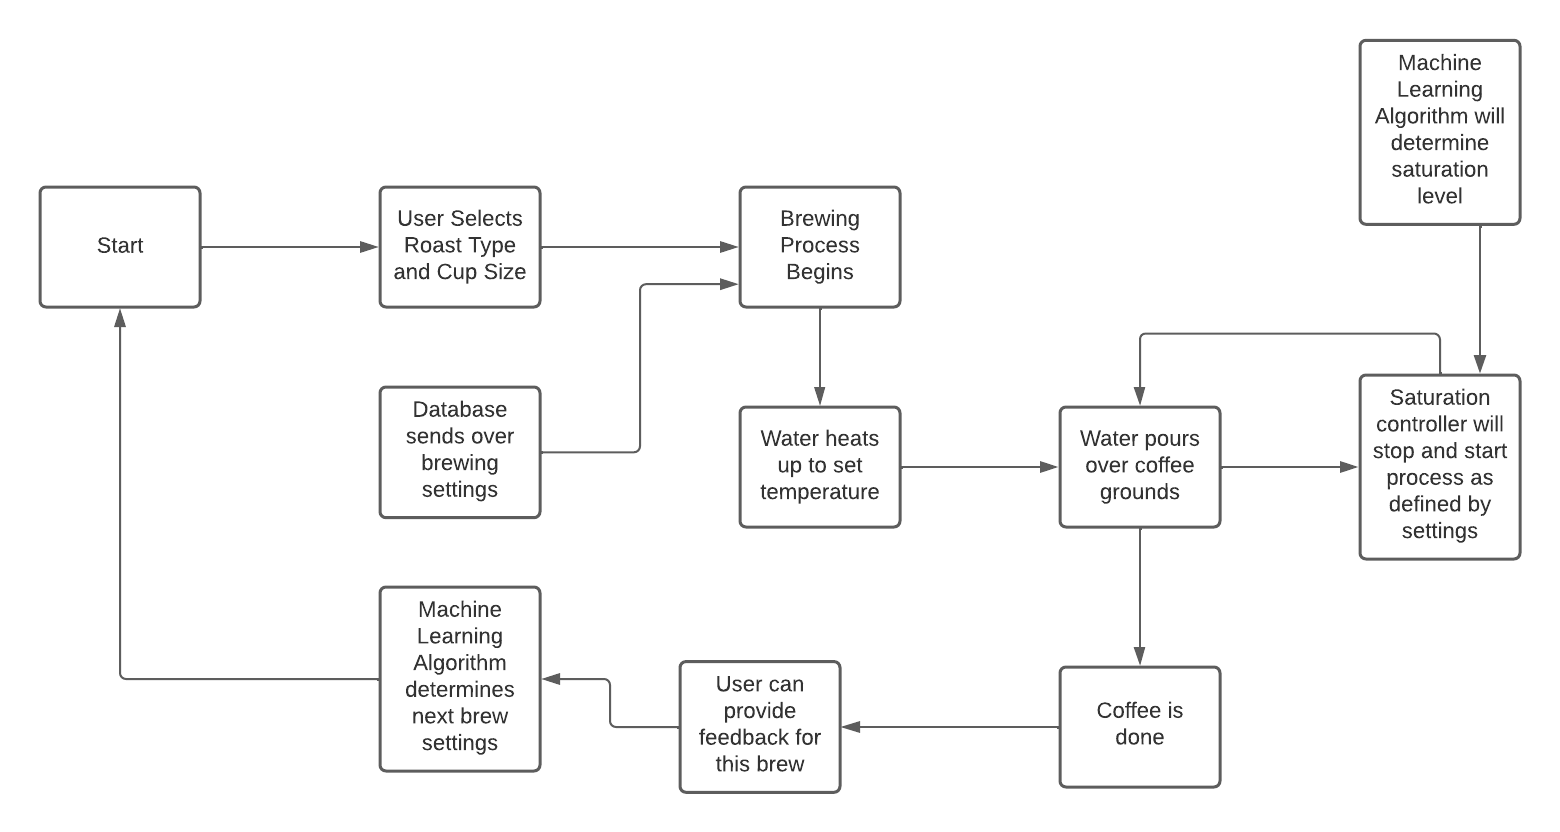 Start
User Selects
Roast Type
and Cup Size
Brewing
Process
Begins
Machine
Learning
Algorithm will
determine
saturation
level
Database
sends over
brewing
settings
Water heats
up to set
temperature
Water pours
over coffee
grounds
Saturation
controller will
stop and start
process as
defined by
settings
Machine
Learning
Algorithm
determines
next brew
settings
User can
provide
feedback for
this brew
Coffee is
done